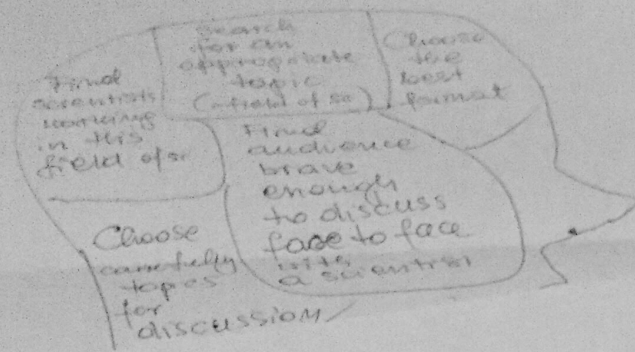 Search
for an
appropriate
topic
(a field of sc)
Choose
the
best
format
Find
scientists
working
in this
field of sc
Find
audience
brave
enough
to discuss
face to face
with
a scientist
Choose
carefully
topes
for
discussion